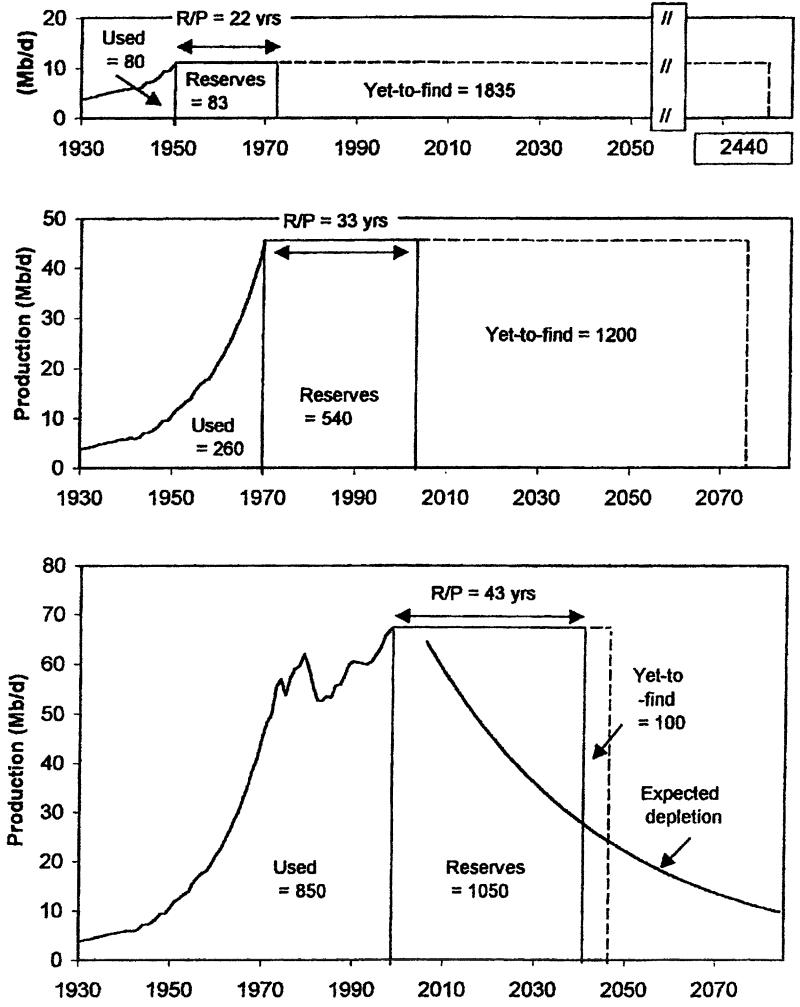 R/P = 22 yrs
(Mb/d)
20
10
0
Used
= 80
Reserves
= 83
Yet-to-find = 1835
//
//
//
1930 1950 1970 1990 2010 2030 2050 2440
R/P = 33 yrs
Production (Mb/d)
50
40
30
20
10
0
Used
= 260
Reserves
= 540
Yet-to-find = 1200
1930 1950 1970 1990 2010 2030 2050 2070
R/P = 43 yrs
Production (Mb/d)
80
70
60
50
40
30
20
10
0
Used
= 850
Reserves
= 1050
Yet-to
-find
= 100
Expected
depletion
1930 1950 1970 1990 2010 2030 2050 2070